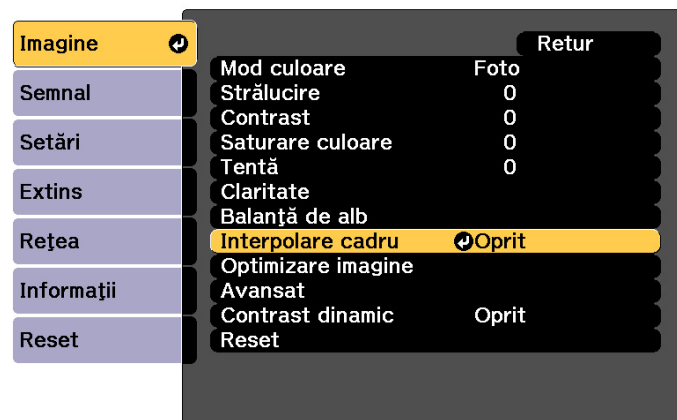 Imagine
Semnal
Setări
Extins
Reţea
Informaţii
Reset
Retur
Mod culoare Foto
Strălucire 0
Contrast 0
Saturare culoare 0
Tentă 0
Claritate
Balanţă de alb
Interpolare cadru Oprit
Optimizare imagine
Avansat
Contrast dinamic Oprit
Reset